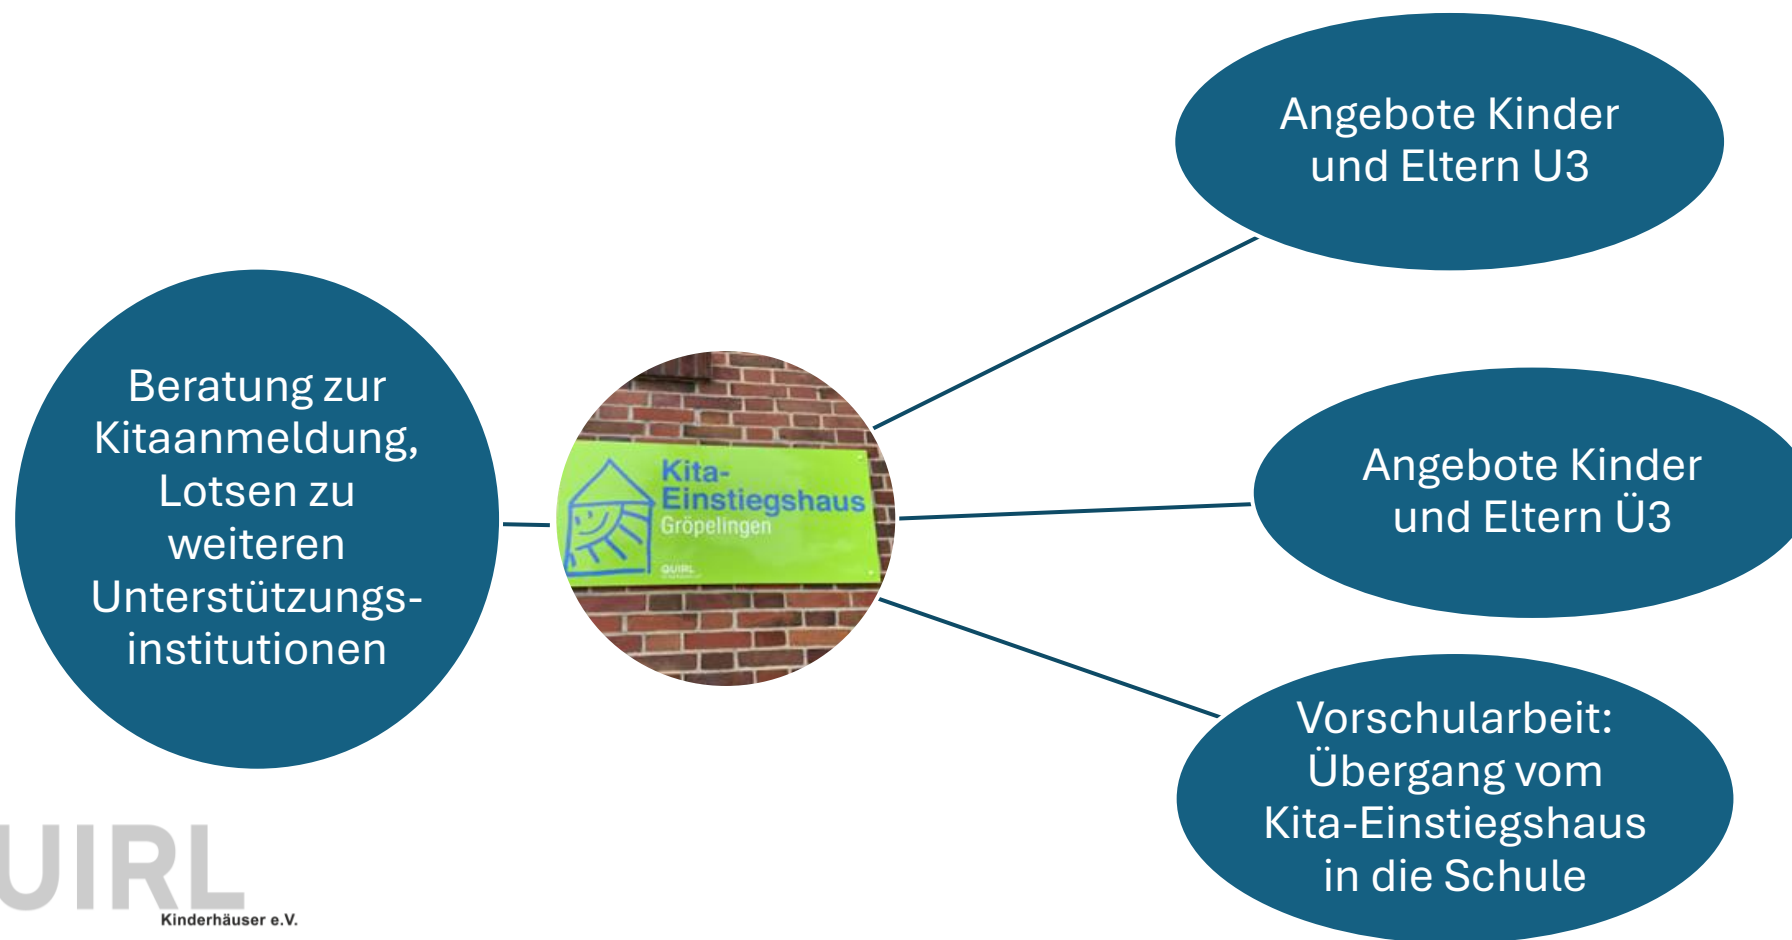 Angebote Kinder
und Eltern U3
Beratung zur
Kitaanmeldung,
Lotsen zu
weiteren
Unterstützungs-
institutionen
Kita-
Einstiegshaus
Gröpelingen
QUIRL
Angebote Kinder
und Eltern Ü3
Vorschularbeit:
Übergang vom
Kita-Einstiegshaus
in die Schule
UIRL
Kinderhäuser e.V.